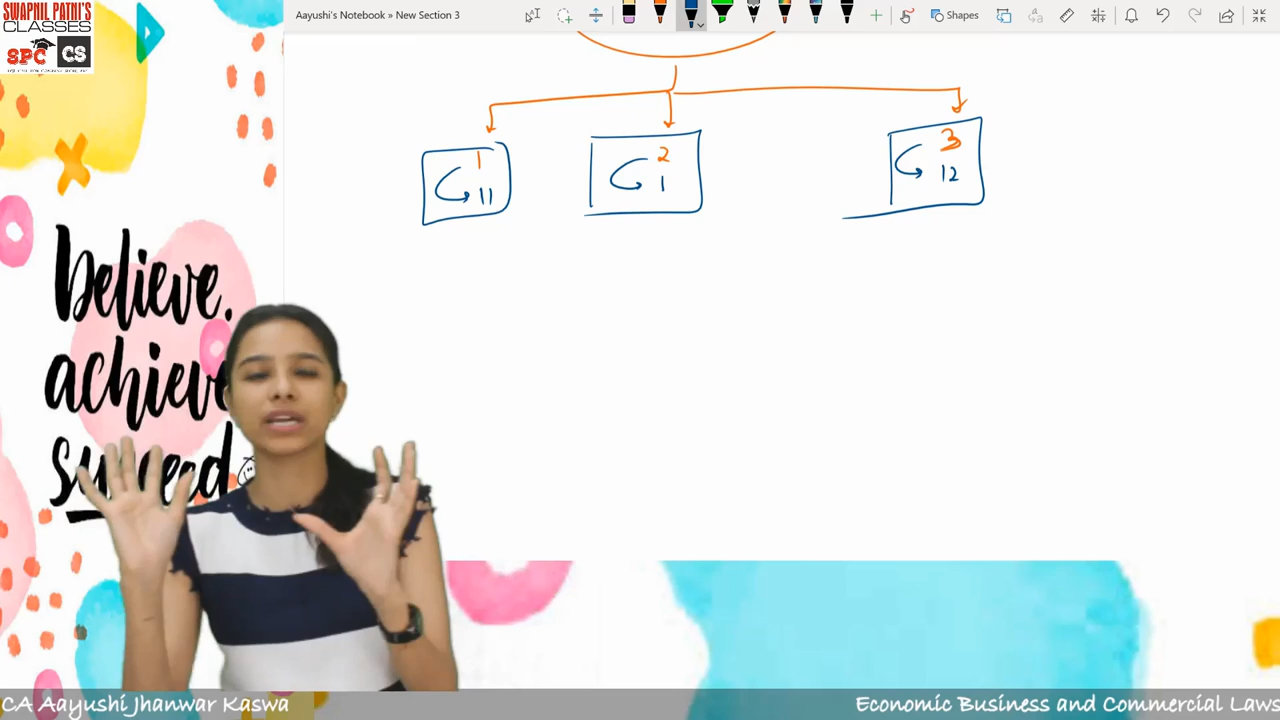 SWAPNIL PATNI'S
CLASSES
SPC CS
Aayushi's Notebook » New Section 3
Shapes
1
11
2
1
3
12
Believe.
achieve
succeed
CA Aayushi Jhanwar Kaswa
Economic Business and Commercial Laws